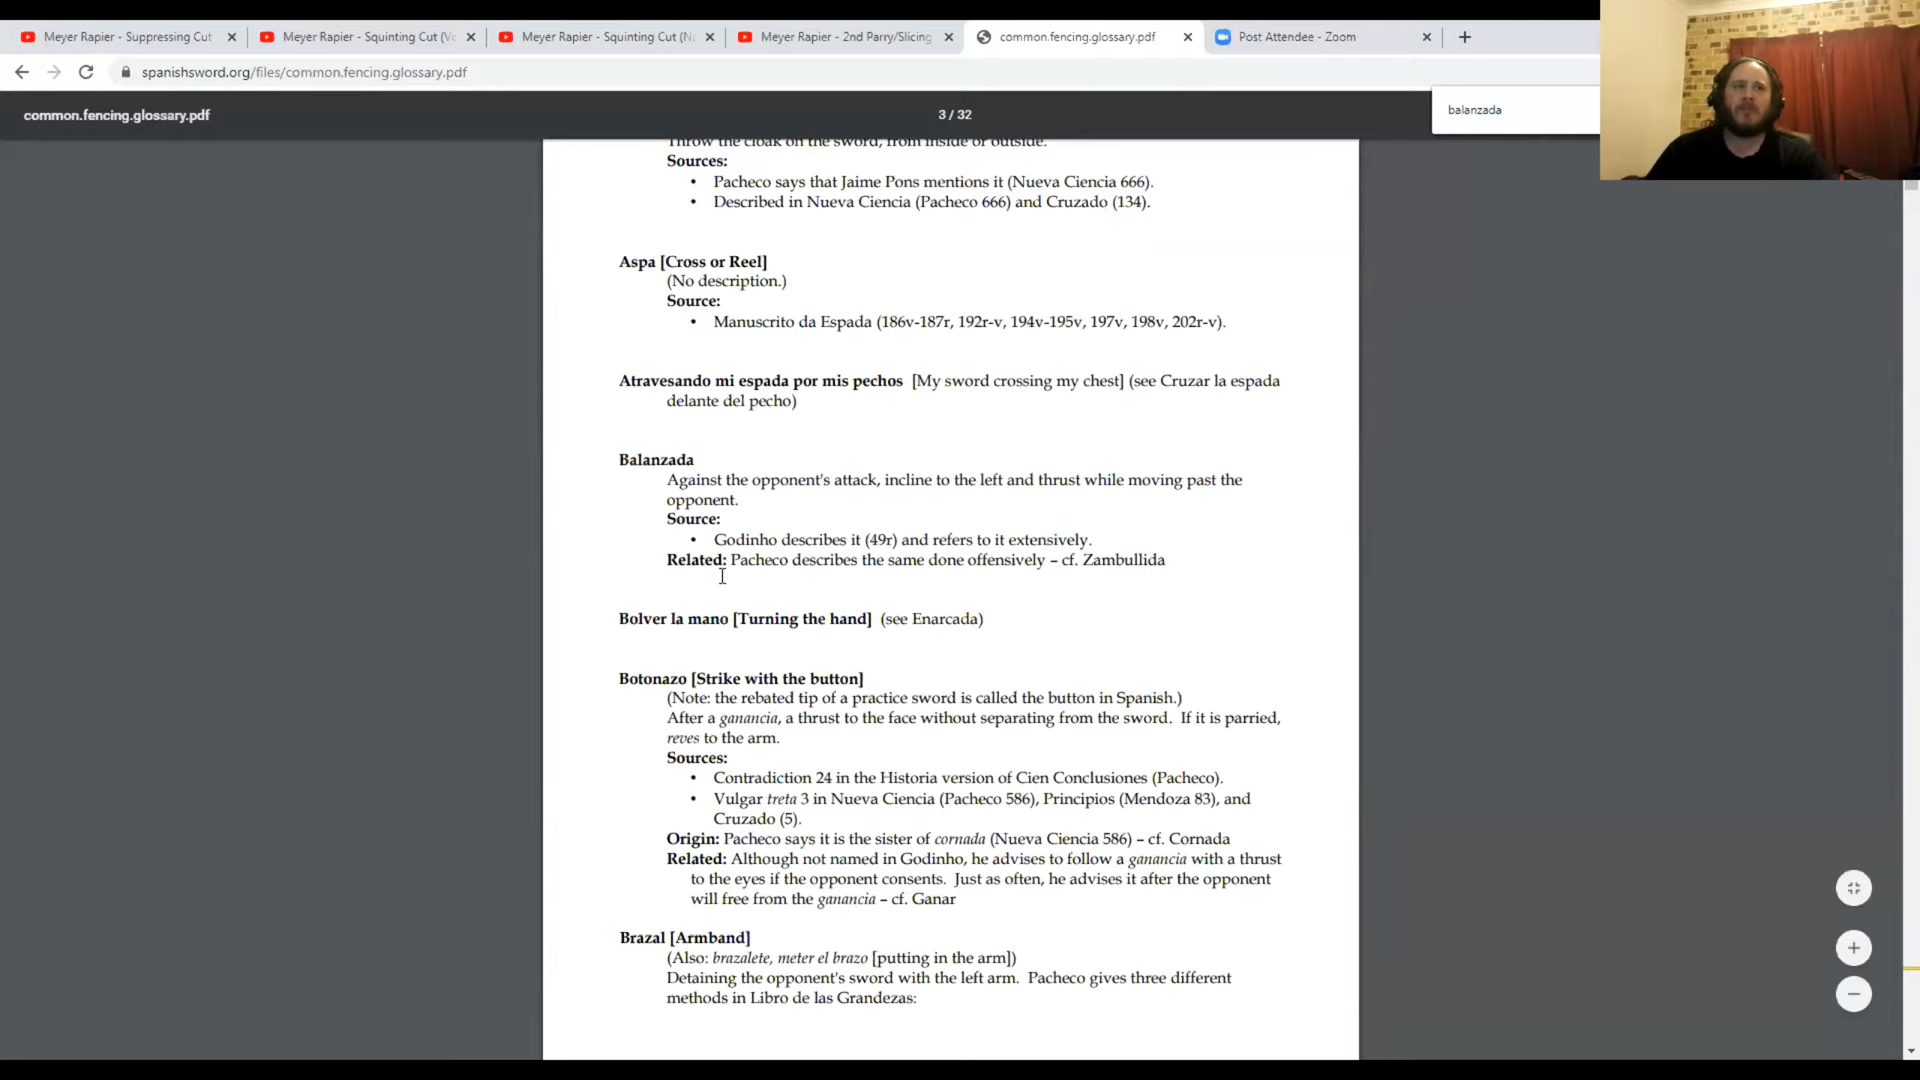 Meyer Rapier - Suppressing Cut
Meyer Rapier - Squinting Cut (Vo
Meyer Rapier - Squinting Cut (N
Meyer Rapier - 2nd Parry/Slicing
common.fencing.glossary.pdf
Post Attendee - Zoom
spanishsword.org/files/common.fencing.glossary.pdf
common.fencing.glossary.pdf
3 / 32
balanzada
Throw the cloak on the sword, from inside or outside.
Sources:
• Pacheco says that Jaime Pons mentions it (Nueva Ciencia 666).
• Described in Nueva Ciencia (Pacheco 666) and Cruzado (134).
Aspa [Cross or Reel]
(No description.)
Source:
• Manuscrito da Espada (186v-187r, 192r-v, 194v-195v, 197v, 198v, 202r-v).
Atravesando mi espada por mis pechos [My sword crossing my chest] (see Cruzar la espada
delante del pecho)
Balanzada
Against the opponent's attack, incline to the left and thrust while moving past the
opponent.
Source:
• Godinho describes it (49r) and refers to it extensively.
Related: Pacheco describes the same done offensively – cf. Zambullida
Bolver la mano [Turning the hand] (see Enarcada)
Botonazo [Strike with the button]
(Note: the rebated tip of a practice sword is called the button in Spanish.)
After a ganancia, a thrust to the face without separating from the sword. If it is parried,
reves to the arm.
Sources:
• Contradiction 24 in the Historia version of Cien Conclusiones (Pacheco).
• Vulgar treta 3 in Nueva Ciencia (Pacheco 586), Principios (Mendoza 83), and
Cruzado (5).
Origin: Pacheco says it is the sister of cornada (Nueva Ciencia 586) – cf. Cornada
Related: Although not named in Godinho, he advises to follow a ganancia with a thrust
to the eyes if the opponent consents. Just as often, he advises it after the opponent
will free from the ganancia – cf. Ganar
Brazal [Armband]
(Also: brazalete, meter el brazo [putting in the arm])
Detaining the opponent's sword with the left arm. Pacheco gives three different
methods in Libro de las Grandezas: